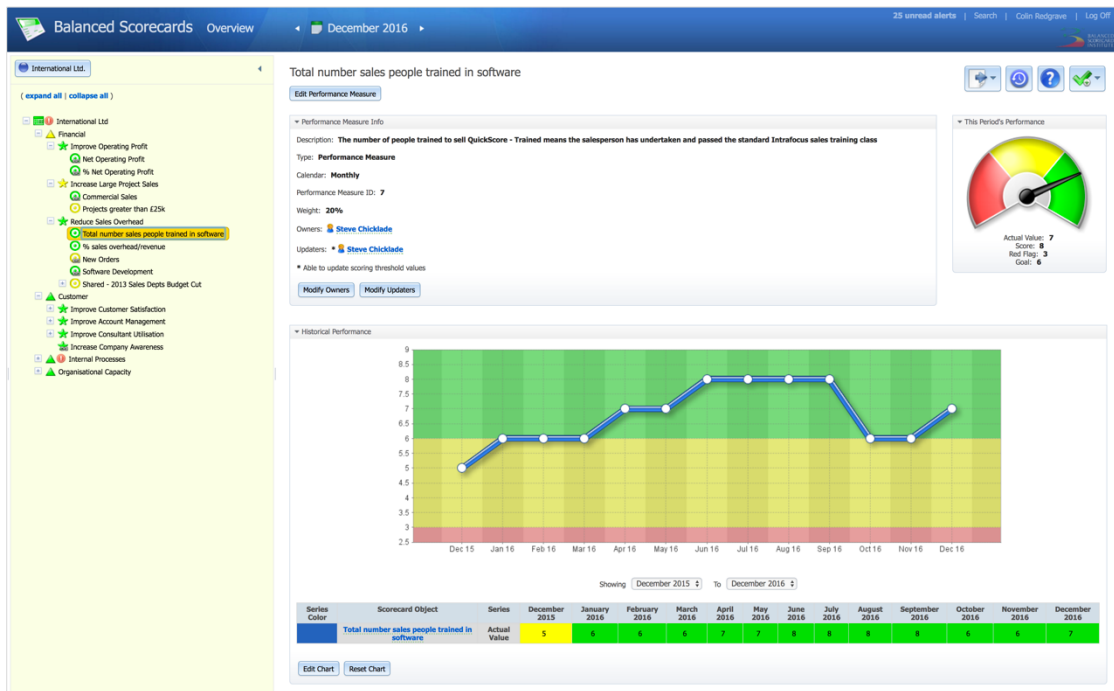 25 unread alerts | Search | Colin Redgrave | Log Off
Balanced Scorecards Overview December 2016
BALANCED
SCORECARD
INSTITUTE
International Ltd.
( expand all | collapse all )
International Ltd
Financial
Improve Operating Profit
Net Operating Profit
% Net Operating Profit
Increase Large Project Sales
Commercial Sales
Projects greater than £25k
Reduce Sales Overhead
Total number sales people trained in software
% sales overhead/revenue
New Orders
Software Development
Shared - 2013 Sales Depts Budget Cut
Customer
Improve Customer Satisfaction
Improve Account Management
Improve Consultant Utilisation
Increase Company Awareness
Internal Processes
Organisational Capacity
Total number sales people trained in software
Edit Performance Measure
Performance Measure Info
Description: The number of people trained to sell QuickScore - Trained means the salesperson has undertaken and passed the standard Intrafocus sales training class
Type: Performance Measure
Calendar: Monthly
Performance Measure ID: 7
Weight: 20%
Owners: Steve Chicklade
Updaters: * Steve Chicklade
* Able to update scoring threshold values
Modify Owners Modify Updaters
This Period's Performance
Actual Value: 7
Score: 8
Red Flag: 3
Goal: 6
Historical Performance
9
8.5
8
7.5
7
6.5
6
5.5
5
4.5
4
3.5
3
2.5
Dec 15 Jan 16 Feb 16 Mar 16 Apr 16 May 16 Jun 16 Jul 16 Aug 16 Sep 16 Oct 16 Nov 16 Dec 16
Showing December 2015 To December 2016
Series Color Scorecard Object Series December 2015 January 2016 February 2016 March 2016 April 2016 May 2016 June 2016 July 2016 August 2016 September 2016 October 2016 November 2016 December 2016
Total number sales people trained in software Actual Value 5 6 6 6 7 7 8 8 8 8 6 6 7
Edit Chart Reset Chart